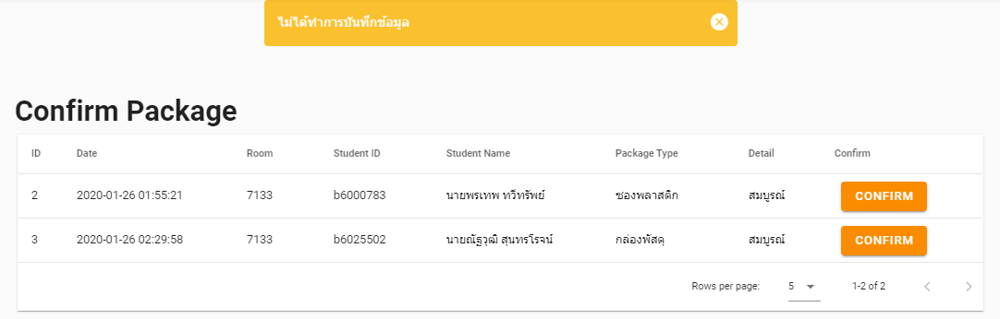 ไม่ได้ทำการบันทึกข้อมูล
Confirm Package
ID Date Room Student ID Student Name Package Type Detail Confirm
2 2020-01-26 01:55:21 7133 b6000783 นายพรเทพ ทวีทรัพย์ ซองพลาสติก สมบูรณ์ CONFIRM
3 2020-01-26 02:29:58 7133 b6025502 นายณัฐวุฒิ สุนทรโรจน์ กล่องพัสดุ สมบูรณ์ CONFIRM
Rows per page: 5 1-2 of 2